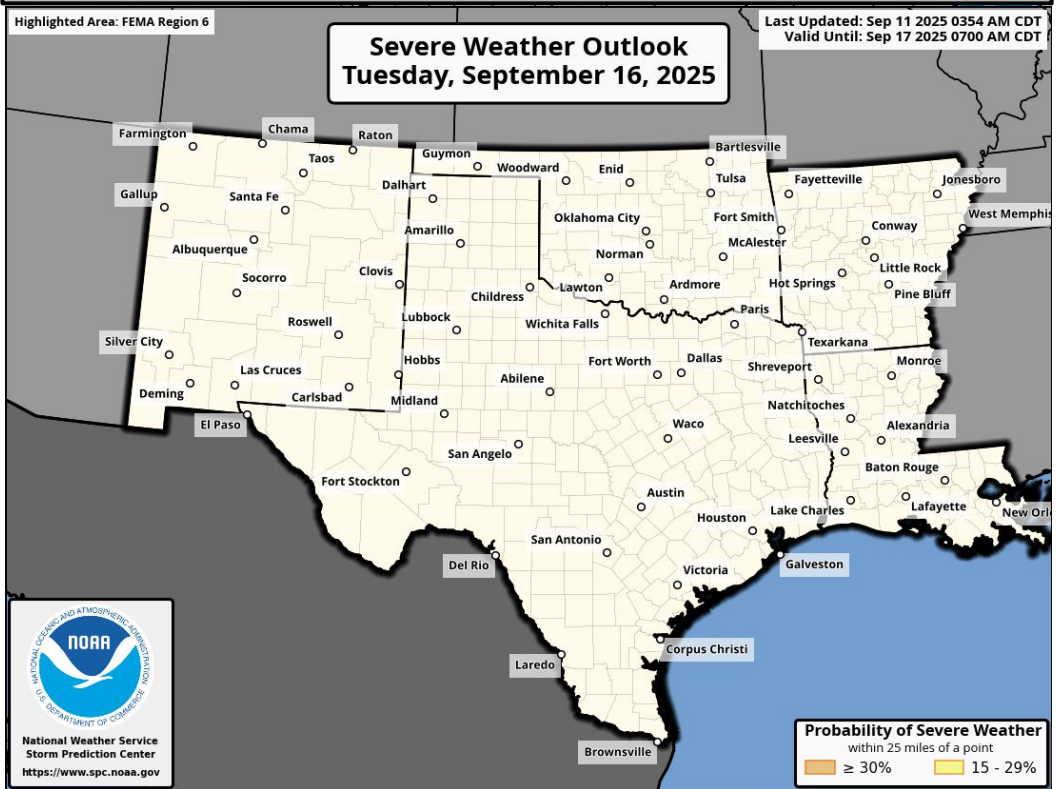 Highlighted Area: FEMA Region 6
Severe Weather Outlook
Tuesday, September 16, 2025
Last Updated: Sep 11 2025 0354 AM CDT
Valid Until: Sep 17 2025 0700 AM CDT
Farmington
Chama
Raton
Guymon
Woodward
Enid
Bartlesville
Taos
Tulsa
Fayetteville
Jonesboro
Gallup
Santa Fe
Dalhart
Oklahoma City
Fort Smith
West Memphis
Albuquerque
Amarillo
Norman
McAlester
Conway
Socorro
Clovis
Childress
Lawton
Ardmore
Hot Springs
Little Rock
Pine Bluff
Roswell
Lubbock
Wichita Falls
Paris
Texarkana
Silver City
Las Cruces
Hobbs
Fort Worth
Dallas
Shreveport
Monroe
Deming
Carlsbad
Midland
Abilene
Natchitoches
El Paso
San Angelo
Waco
Leesville
Alexandria
Fort Stockton
Austin
Baton Rouge
Houston
Lake Charles
Lafayette
New Orl
Del Rio
San Antonio
Victoria
Galveston
Laredo
Corpus Christi
Brownsville
NATIONAL OCEANIC AND ATMOSPHERIC ADMINISTRATION
NOAA
U.S. DEPARTMENT OF COMMERCE
National Weather Service
Storm Prediction Center
https://www.spc.noaa.gov
Probability of Severe Weather
within 25 miles of a point
≥ 30%
15 - 29%